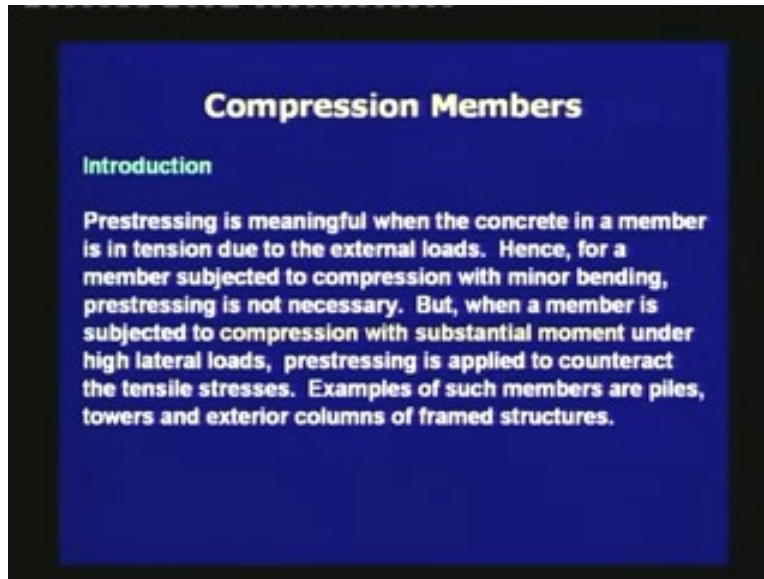 Compression Members
Introduction
Prestressing is meaningful when the concrete in a member
is in tension due to the external loads. Hence, for a
member subjected to compression with minor bending,
prestressing is not necessary. But, when a member is
subjected to compression with substantial moment under
high lateral loads, prestressing is applied to counteract
the tensile stresses. Examples of such members are piles,
towers and exterior columns of framed structures.